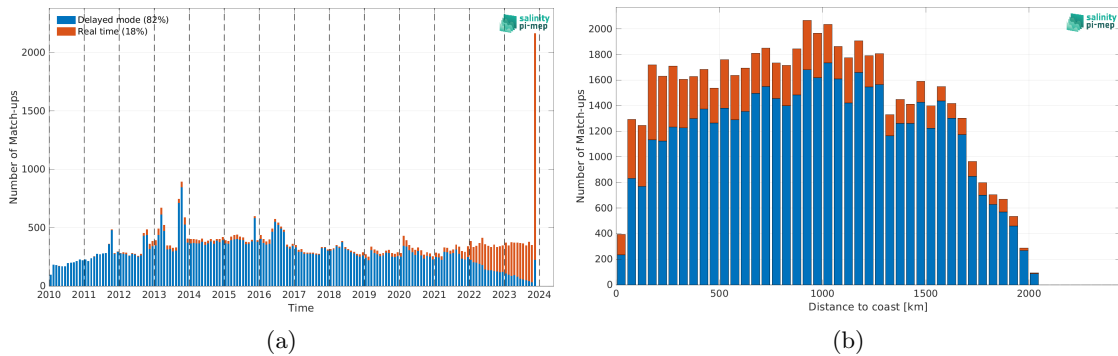 Delayed mode (82%)
Real time (18%)
salinity
pi-mep
Number of Match-ups
2000
1500
1000
500
0
2010 2011 2012 2013 2014 2015 2016 2017 2018 2019 2020 2021 2022 2023 2024
Time
(a)
salinity
pi-mep
Number of Match-ups
2000
1800
1600
1400
1200
1000
800
600
400
200
0
0 500 1000 1500 2000
Distance to coast [km]
(b)